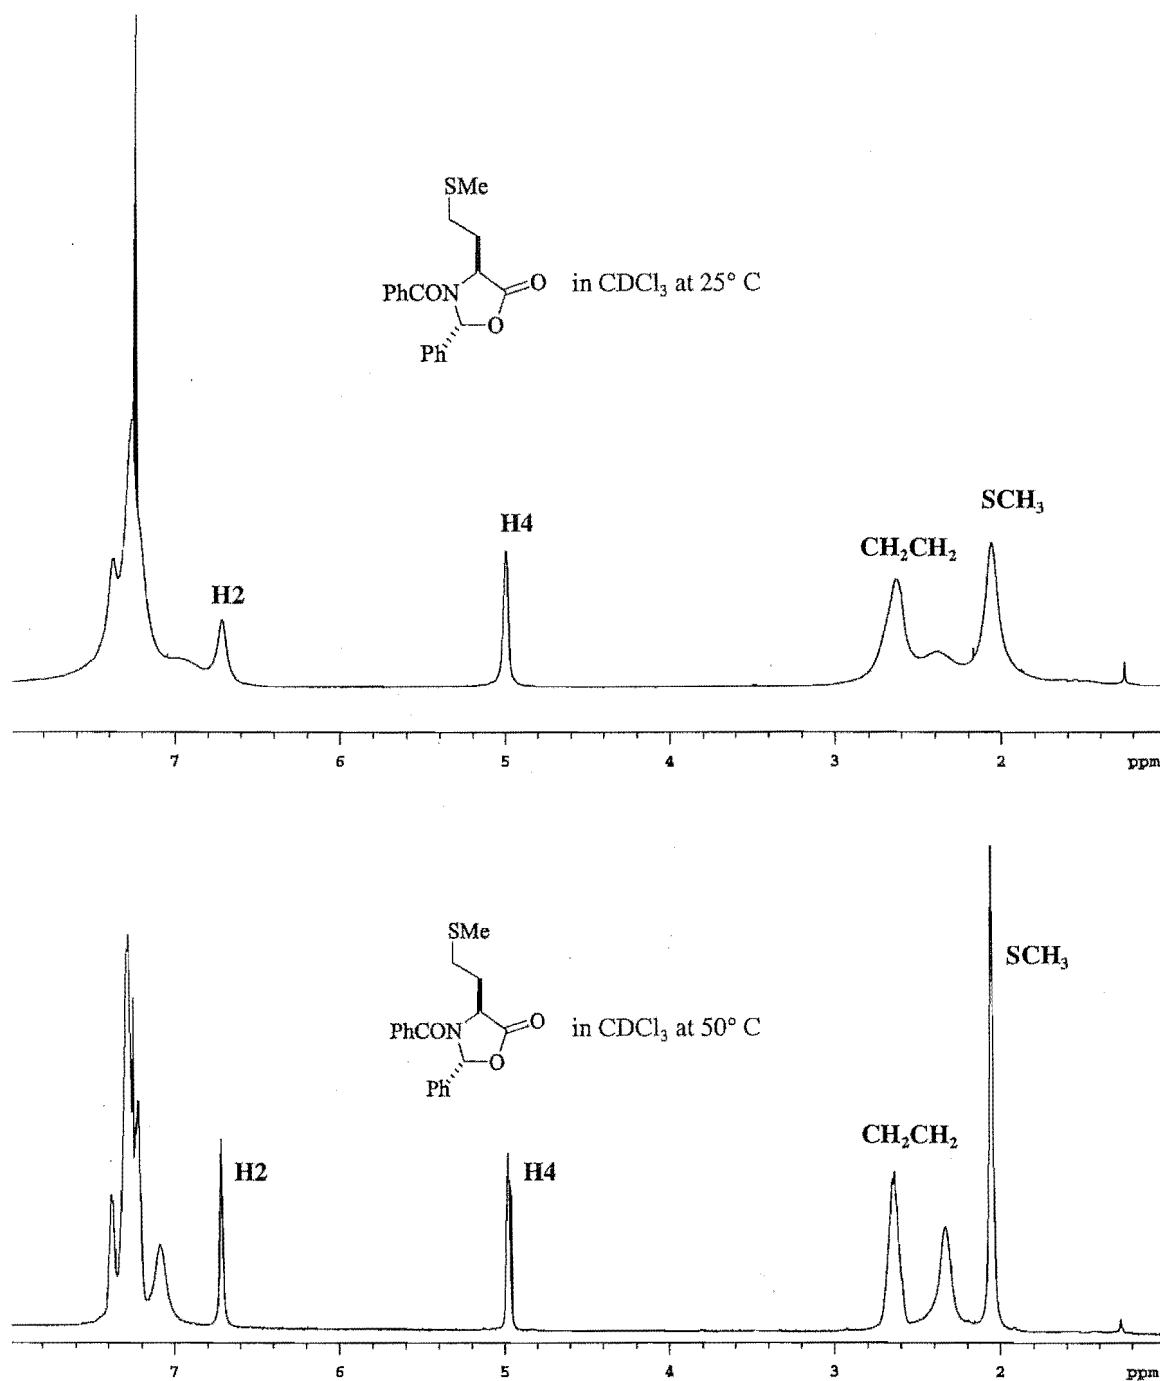 SMe
PhCON
O
in CDCl₃ at 25° C
O
Ph
H2
H4
CH₂CH₂
SCH₃
7 6 5 4 3 2 ppm
SMe
SCH₃
PhCON
O
in CDCl₃ at 50° C
O
Ph
CH₂CH₂
H2
H4
7 6 5 4 3 2 ppm